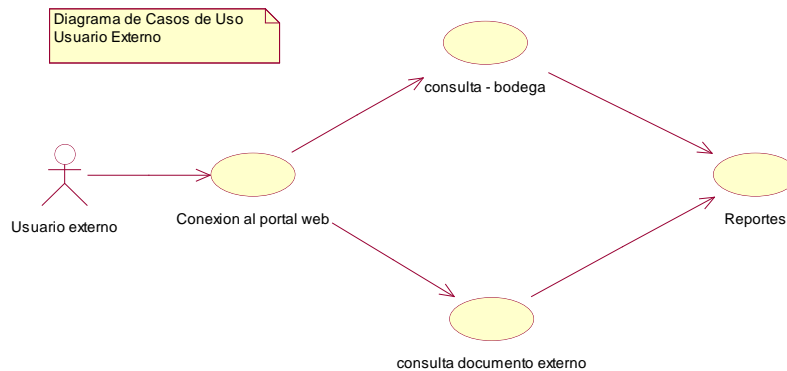 Diagrama de Casos de Uso
Usuario Externo
consulta - bodega
Usuario externo
Conexion al portal web
Reportes
consulta documento externo